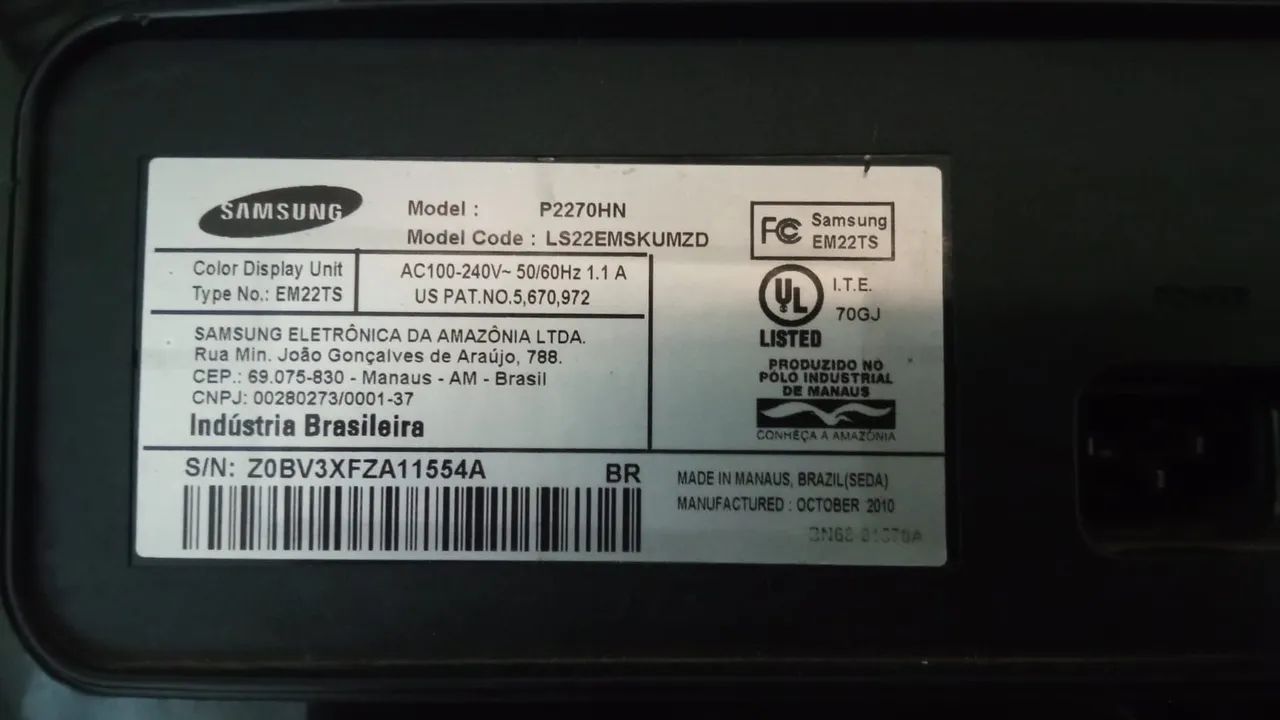 SAMSUNG
Model : P2270HN
Model Code : LS22EMSKUMZD
FC Samsung
EM22TS
Color Display Unit
Type No.: EM22TS
AC100-240V~ 50/60Hz 1.1 A
US PAT.NO.5,670,972
UL I.T.E.
70GJ
LISTED
SAMSUNG ELETRÔNICA DA AMAZÔNIA LTDA.
Rua Min. João Gonçalves de Araújo, 788.
CEP.: 69.075-830 - Manaus - AM - Brasil
CNPJ: 00280273/0001-37
Indústria Brasileira
PRODUZIDO NO
PÓLO INDUSTRIAL
DE MANAUS
CONHEÇA A AMAZÔNIA
S/N: Z0BV3XFZA11554A BR
MADE IN MANAUS, BRAZIL(SEDA)
MANUFACTURED : OCTOBER 2010